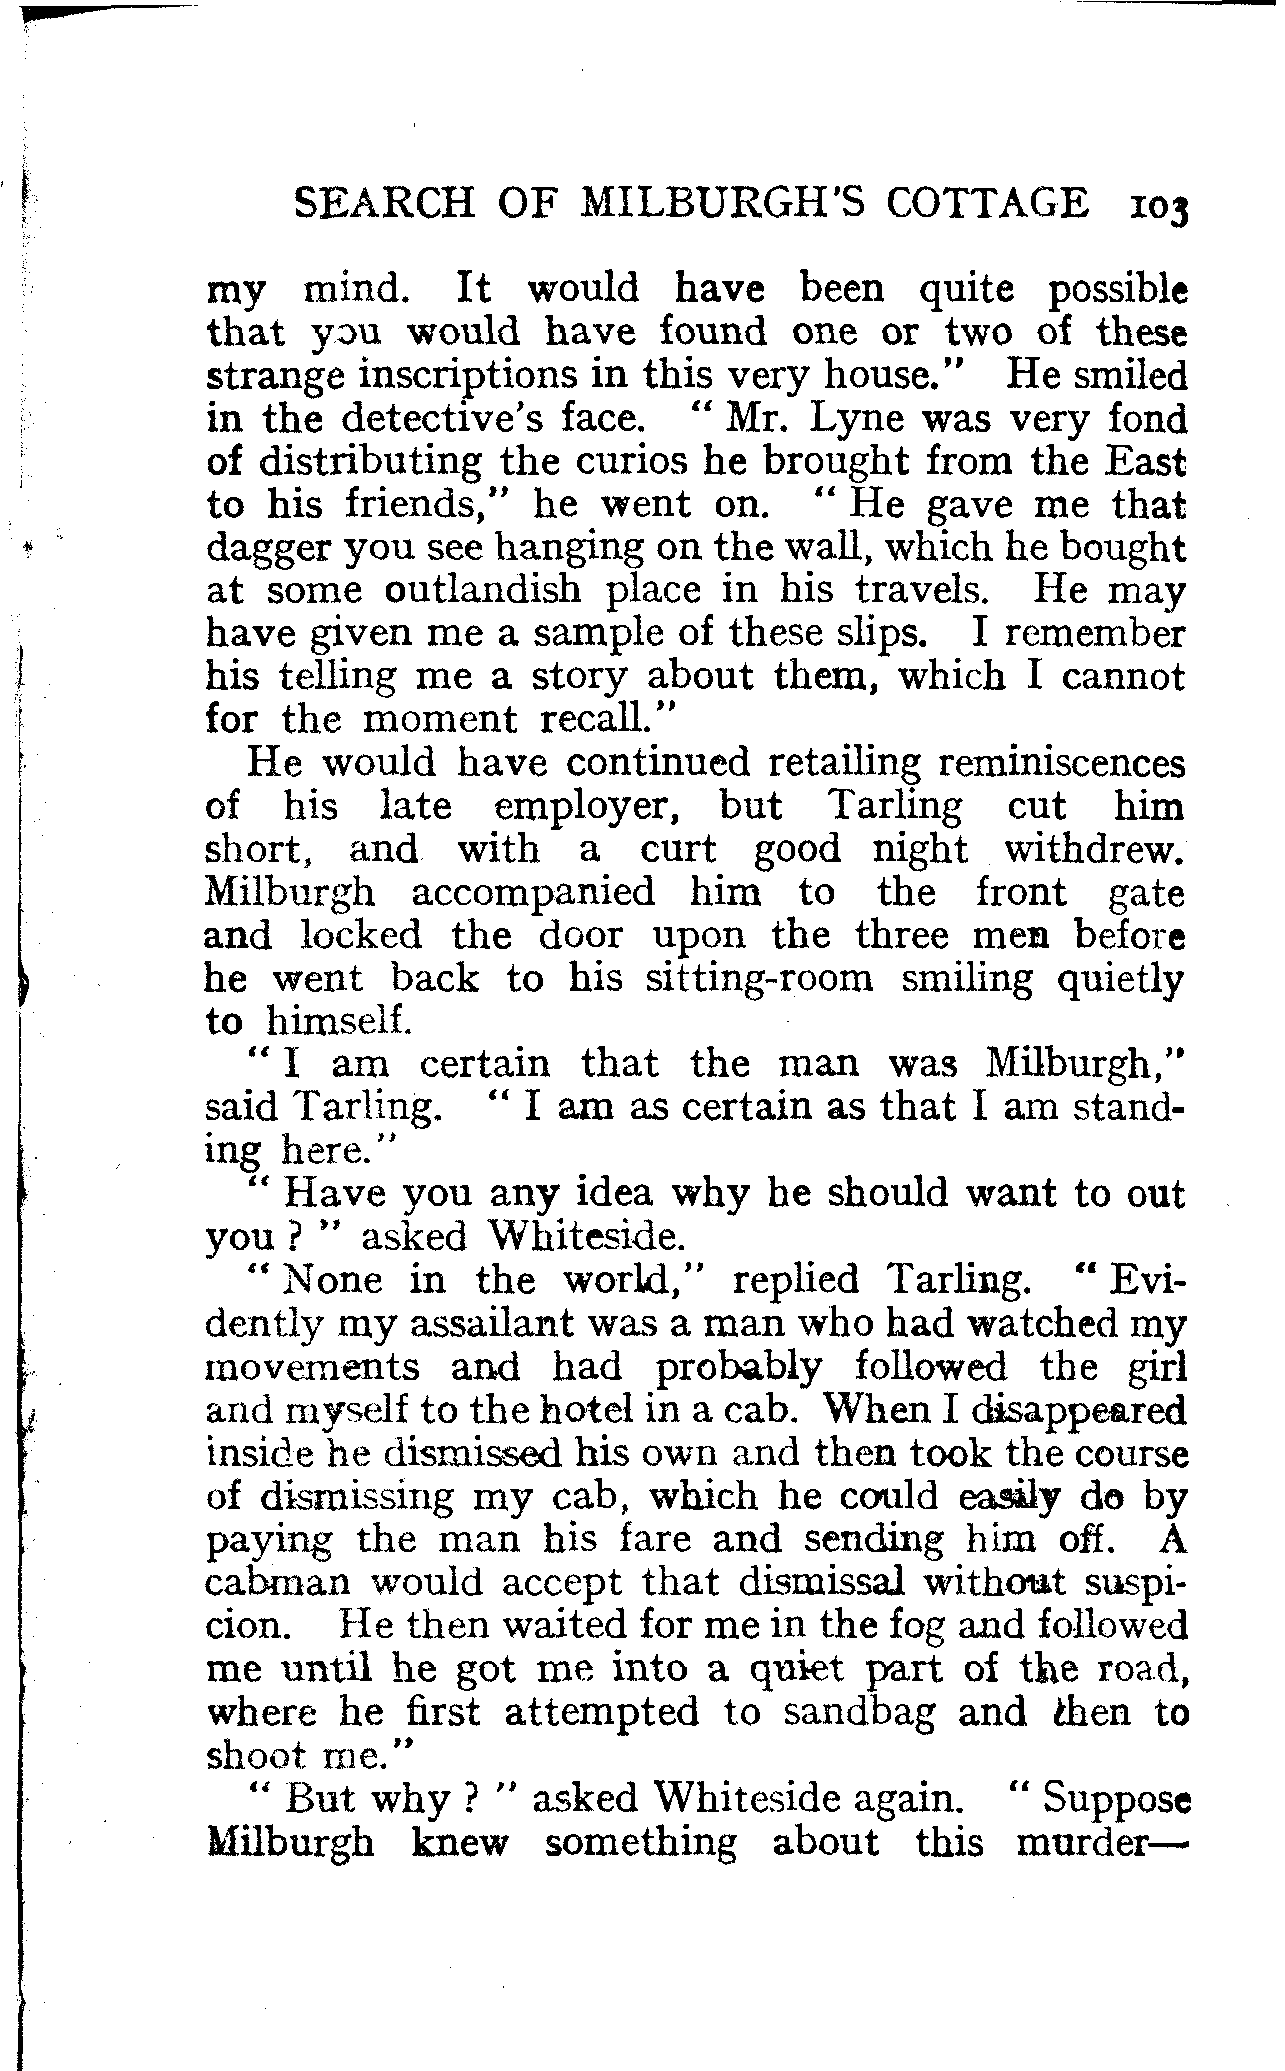 SEARCH OF MILBURGH'S COTTAGE 103
my mind. It would have been quite possible
that you would have found one or two of these
strange inscriptions in this very house." He smiled
in the detective's face. "Mr. Lyne was very fond
of distributing the curios he brought from the East
to his friends," he went on. "He gave me that
dagger you see hanging on the wall, which he bought
at some outlandish place in his travels. He may
have given me a sample of these slips. I remember
his telling me a story about them, which I cannot
for the moment recall."
He would have continued retailing reminiscences
of his late employer, but Tarling cut him
short, and with a curt good night withdrew.
Milburgh accompanied him to the front gate
and locked the door upon the three men before
he went back to his sitting-room smiling quietly
to himself.
"I am certain that the man was Milburgh,"
said Tarling. "I am as certain as that I am stand-
ing here."
"Have you any idea why he should want to out
you?" asked Whiteside.
"None in the world," replied Tarling. "Evi-
dently my assailant was a man who had watched my
movements and had probably followed the girl
and myself to the hotel in a cab. When I disappeared
inside he dismissed his own and then took the course
of dismissing my cab, which he could easily do by
paying the man his fare and sending him off. A
cabman would accept that dismissal without suspi-
cion. He then waited for me in the fog and followed
me until he got me into a quiet part of the road,
where he first attempted to sandbag and then to
shoot me."
"But why?" asked Whiteside again. "Suppose
Milburgh knew something about this murder—